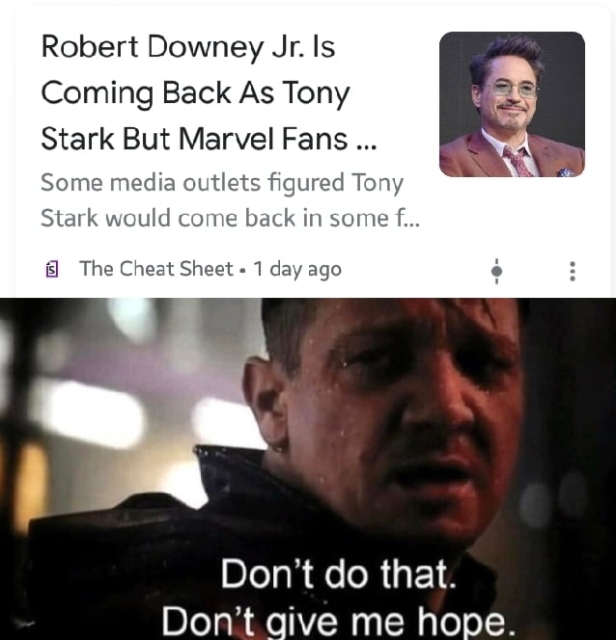 Robert Downey Jr. Is
Coming Back As Tony
Stark But Marvel Fans ...
Some media outlets figured Tony
Stark would come back in some f...
The Cheat Sheet • 1 day ago
Don't do that.
Don't give me hope.